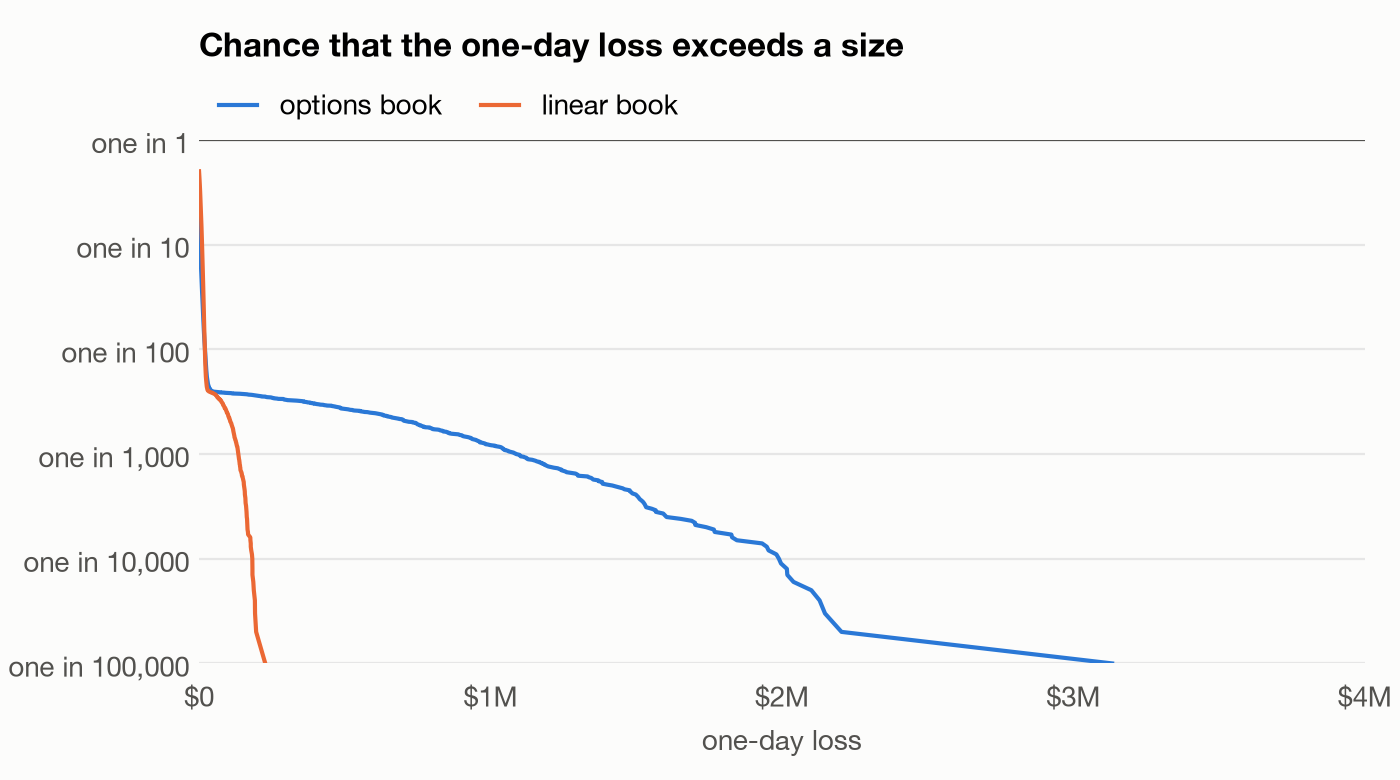 Chance that the one-day loss exceeds a size
options book linear book
one in 1
one in 10
one in 100
one in 1,000
one in 10,000
one in 100,000
$0 $1M $2M $3M $4M
one-day loss